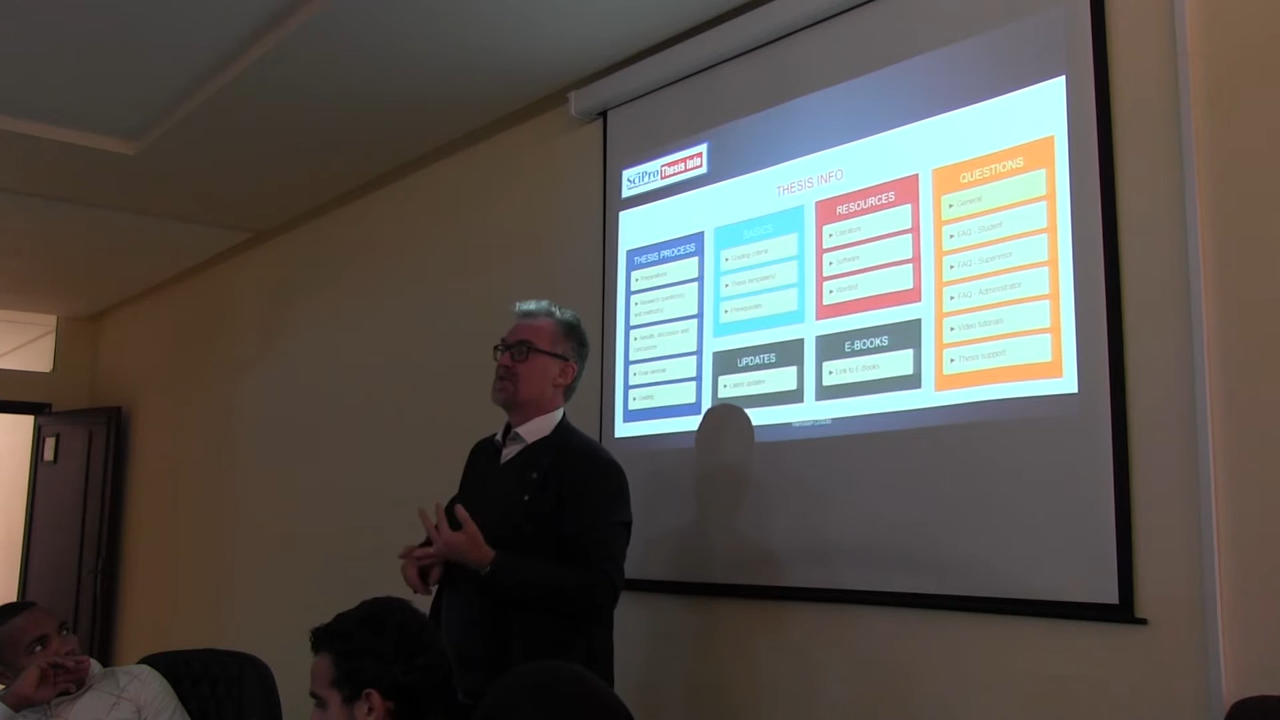 SciPro Thesis Info
THESIS INFO
THESIS PROCESS
► Preparations
► Research question(s)
and method(s)
► Results, discussion and
conclusions
► Final seminar
► Grading
BASICS
► Grading criteria
► Thesis template(s)
► Prerequisites
UPDATES
► Latest updates
RESOURCES
► Literature
► Software
► Wanted
E-BOOKS
► Link to E-Books
QUESTIONS
► General
► FAQ - Student
► FAQ - Supervisor
► FAQ - Administrator
► Video tutorials
► Thesis support